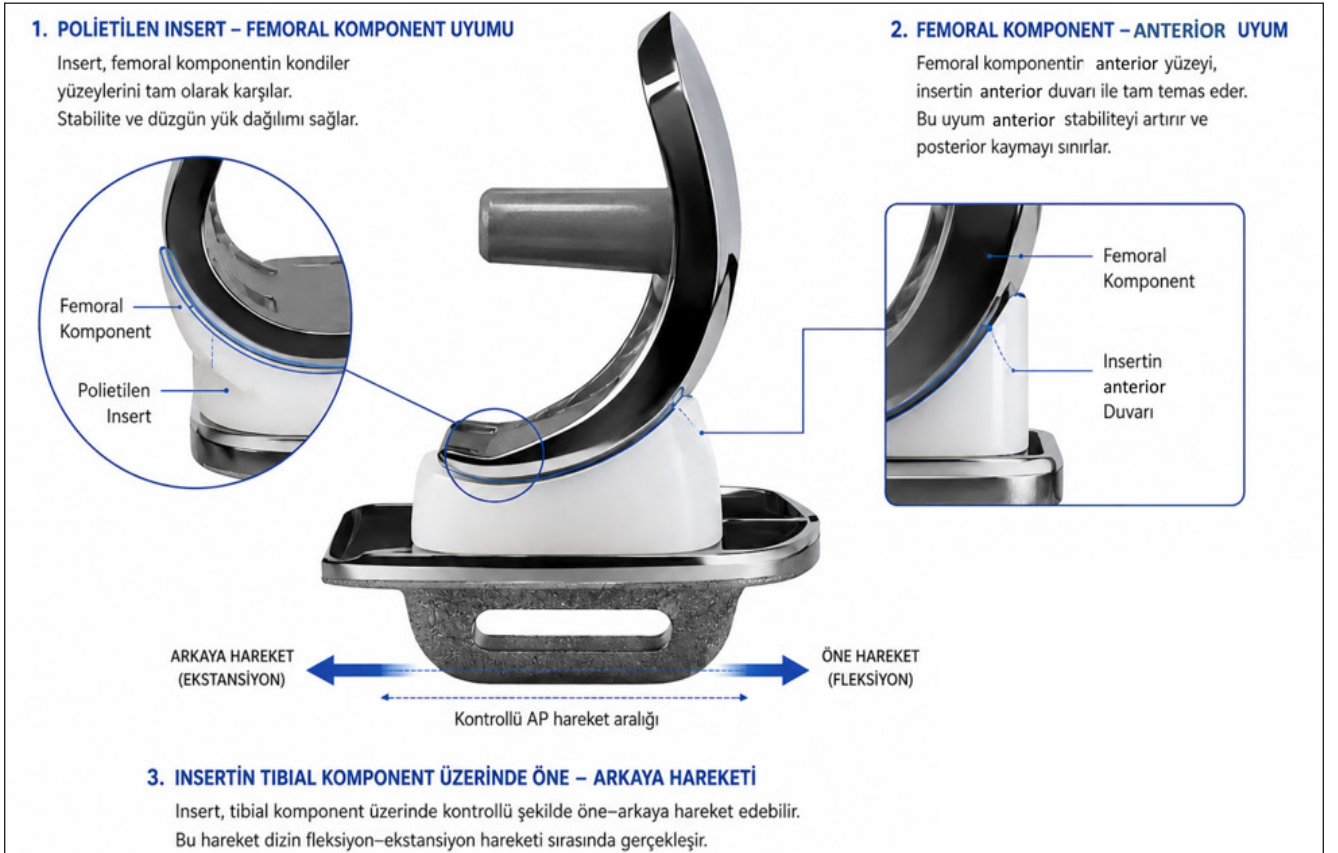 1. POLİETİLEN INSERT – FEMORAL KOMPONENT UYUMU
Insert, femoral komponentin kondiler
yüzeylerini tam olarak karşılar.
Stabilite ve düzgün yük dağılımı sağlar.
2. FEMORAL KOMPONENT – ANTERİOR UYUM
Femoral komponentir anterior yüzeyi,
insertin anterior duvarı ile tam temas eder.
Bu uyum anterior stabiliteyi artırır ve
posterior kaymayı sınırlar.
Femoral
Komponent
Polietilen
Insert
Femoral
Komponent
Insertin
anterior
Duvarı
ARKAYA HAREKET
(EKSTANSİYON)
ÖNE HAREKET
(FLEKSİYON)
Kontrollü AP hareket aralığı
3. INSERTİN TIBIAL KOMPONENT ÜZERİNDE ÖNE – ARKAYA HAREKETİ
Insert, tibial komponent üzerinde kontrollü şekilde öne–arkaya hareket edebilir.
Bu hareket dizin fleksiyon–ekstansiyon hareketi sırasında gerçekleşir.